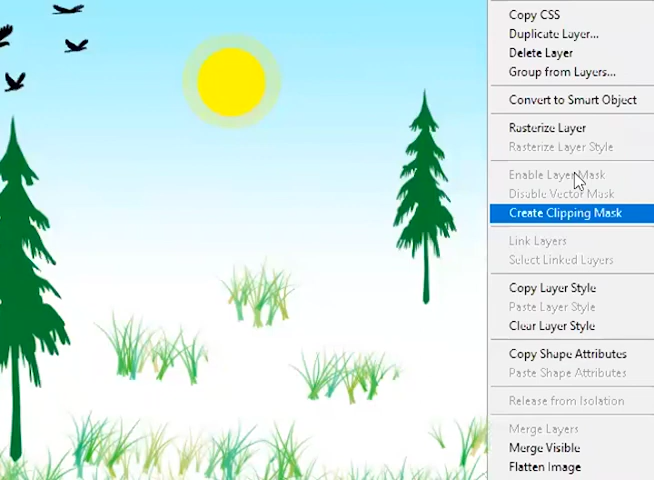 Copy CSS
Duplicate Layer...
Delete Layer
Group from Layers...
Convert to Smart Object
Rasterize Layer
Rasterize Layer Style
Enable Layer Mask
Disable Vector Mask
Create Clipping Mask
Link Layers
Select Linked Layers
Copy Layer Style
Paste Layer Style
Clear Layer Style
Copy Shape Attributes
Paste Shape Attributes
Release from Isolation
Merge Layers
Merge Visible
Flatten Image